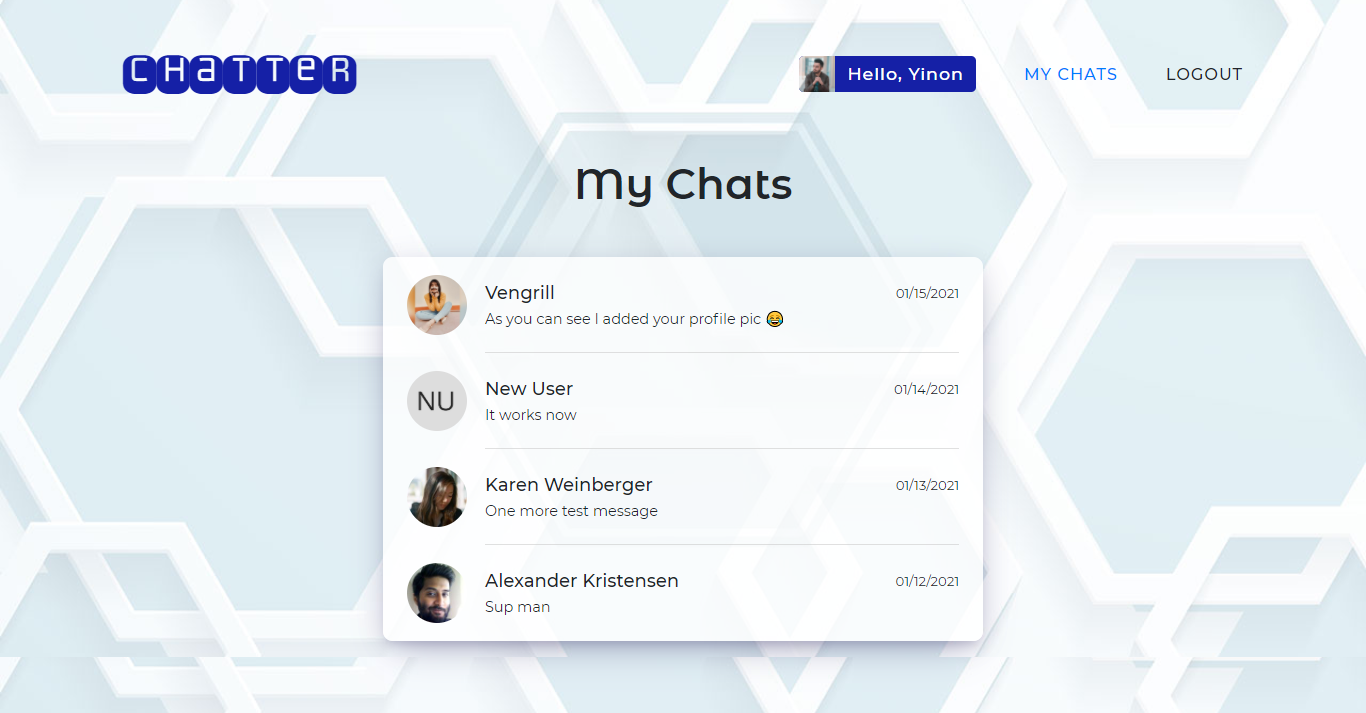 CHaTTeR
Hello, Yinon
MY CHATS
LOGOUT
My Chats
Vengrill
01/15/2021
As you can see I added your profile pic 😂
NU
New User
01/14/2021
It works now
Karen Weinberger
01/13/2021
One more test message
Alexander Kristensen
01/12/2021
Sup man